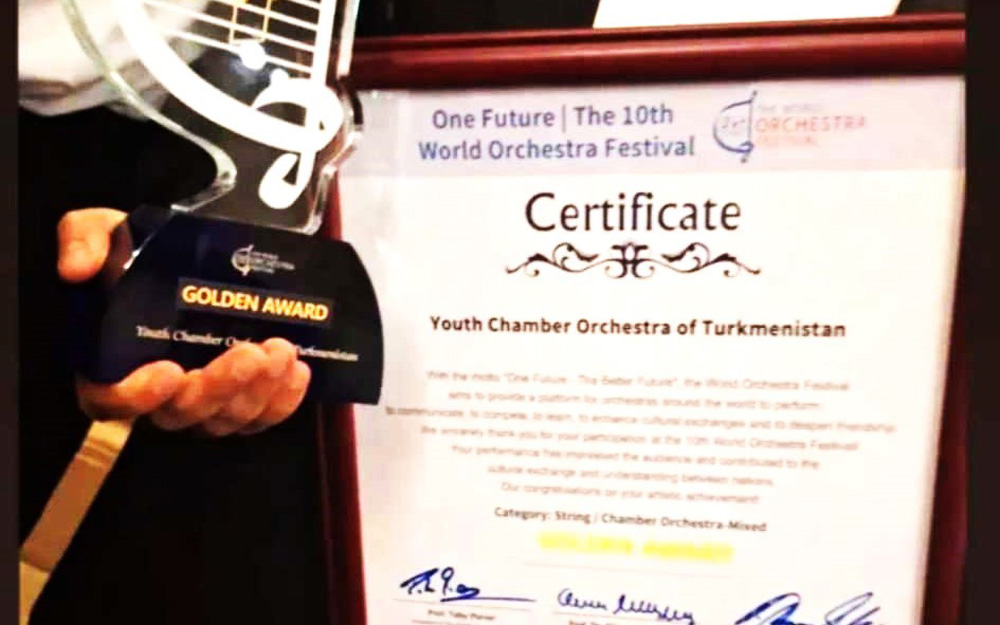 GOLDEN AWARD
Youth Chamber Turkmenistan
One Future | The 10th
World Orchestra Festival
THE WORLD
ORCHESTRA
FESTIVAL
Certificate
Youth Chamber Orchestra of Turkmenistan
With the motto "One Future - The Better Future", the World Orchestra Festival
aims to provide a platform for orchestras around the world to perform,
to communicate, to compete, to learn, to enhance cultural exchanges and to deepen friendship.
We sincerely thank you for your participation at the 10th World Orchestra Festival!
Your performance has impressed the audience and contributed to the
cultural exchange and understanding between nations.
Our congratulations on your artistic achievement!
Category: String / Chamber Orchestra-Mixed
GOLDEN AWARD